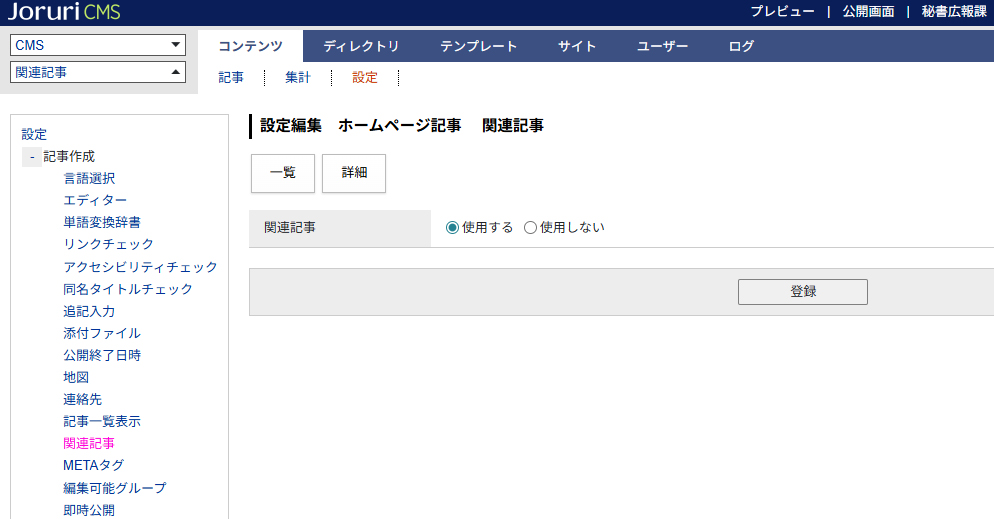 Joruri CMS
プレビュー | 公開画面 | 秘書広報課
CMS
関連記事
コンテンツ ディレクトリ テンプレート サイト ユーザー ログ
記事 集計 設定
設定
- 記事作成
言語選択
エディター
単語変換辞書
リンクチェック
アクセシビリティチェック
同名タイトルチェック
追記入力
添付ファイル
公開終了日時
地図
連絡先
記事一覧表示
関連記事
METAタグ
編集可能グループ
即時公開
設定編集 ホームページ記事 関連記事
一覧 詳細
関連記事 使用する 使用しない
登録